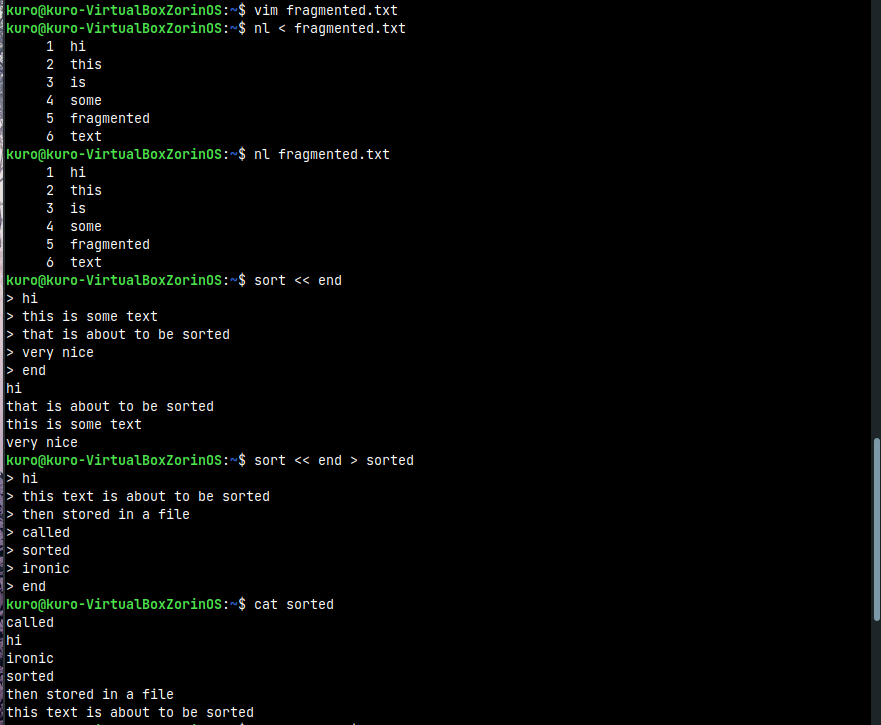 kuro@kuro-VirtualBoxZorinOS:~$ vim fragmented.txt
kuro@kuro-VirtualBoxZorinOS:~$ nl < fragmented.txt
     1  hi
     2  this
     3  is
     4  some
     5  fragmented
     6  text
kuro@kuro-VirtualBoxZorinOS:~$ nl fragmented.txt
     1  hi
     2  this
     3  is
     4  some
     5  fragmented
     6  text
kuro@kuro-VirtualBoxZorinOS:~$ sort << end
> hi
> this is some text
> that is about to be sorted
> very nice
> end
hi
that is about to be sorted
this is some text
very nice
kuro@kuro-VirtualBoxZorinOS:~$ sort << end > sorted
> hi
> this text is about to be sorted
> then stored in a file
> called
> sorted
> ironic
> end
kuro@kuro-VirtualBoxZorinOS:~$ cat sorted
called
hi
ironic
sorted
then stored in a file
this text is about to be sorted